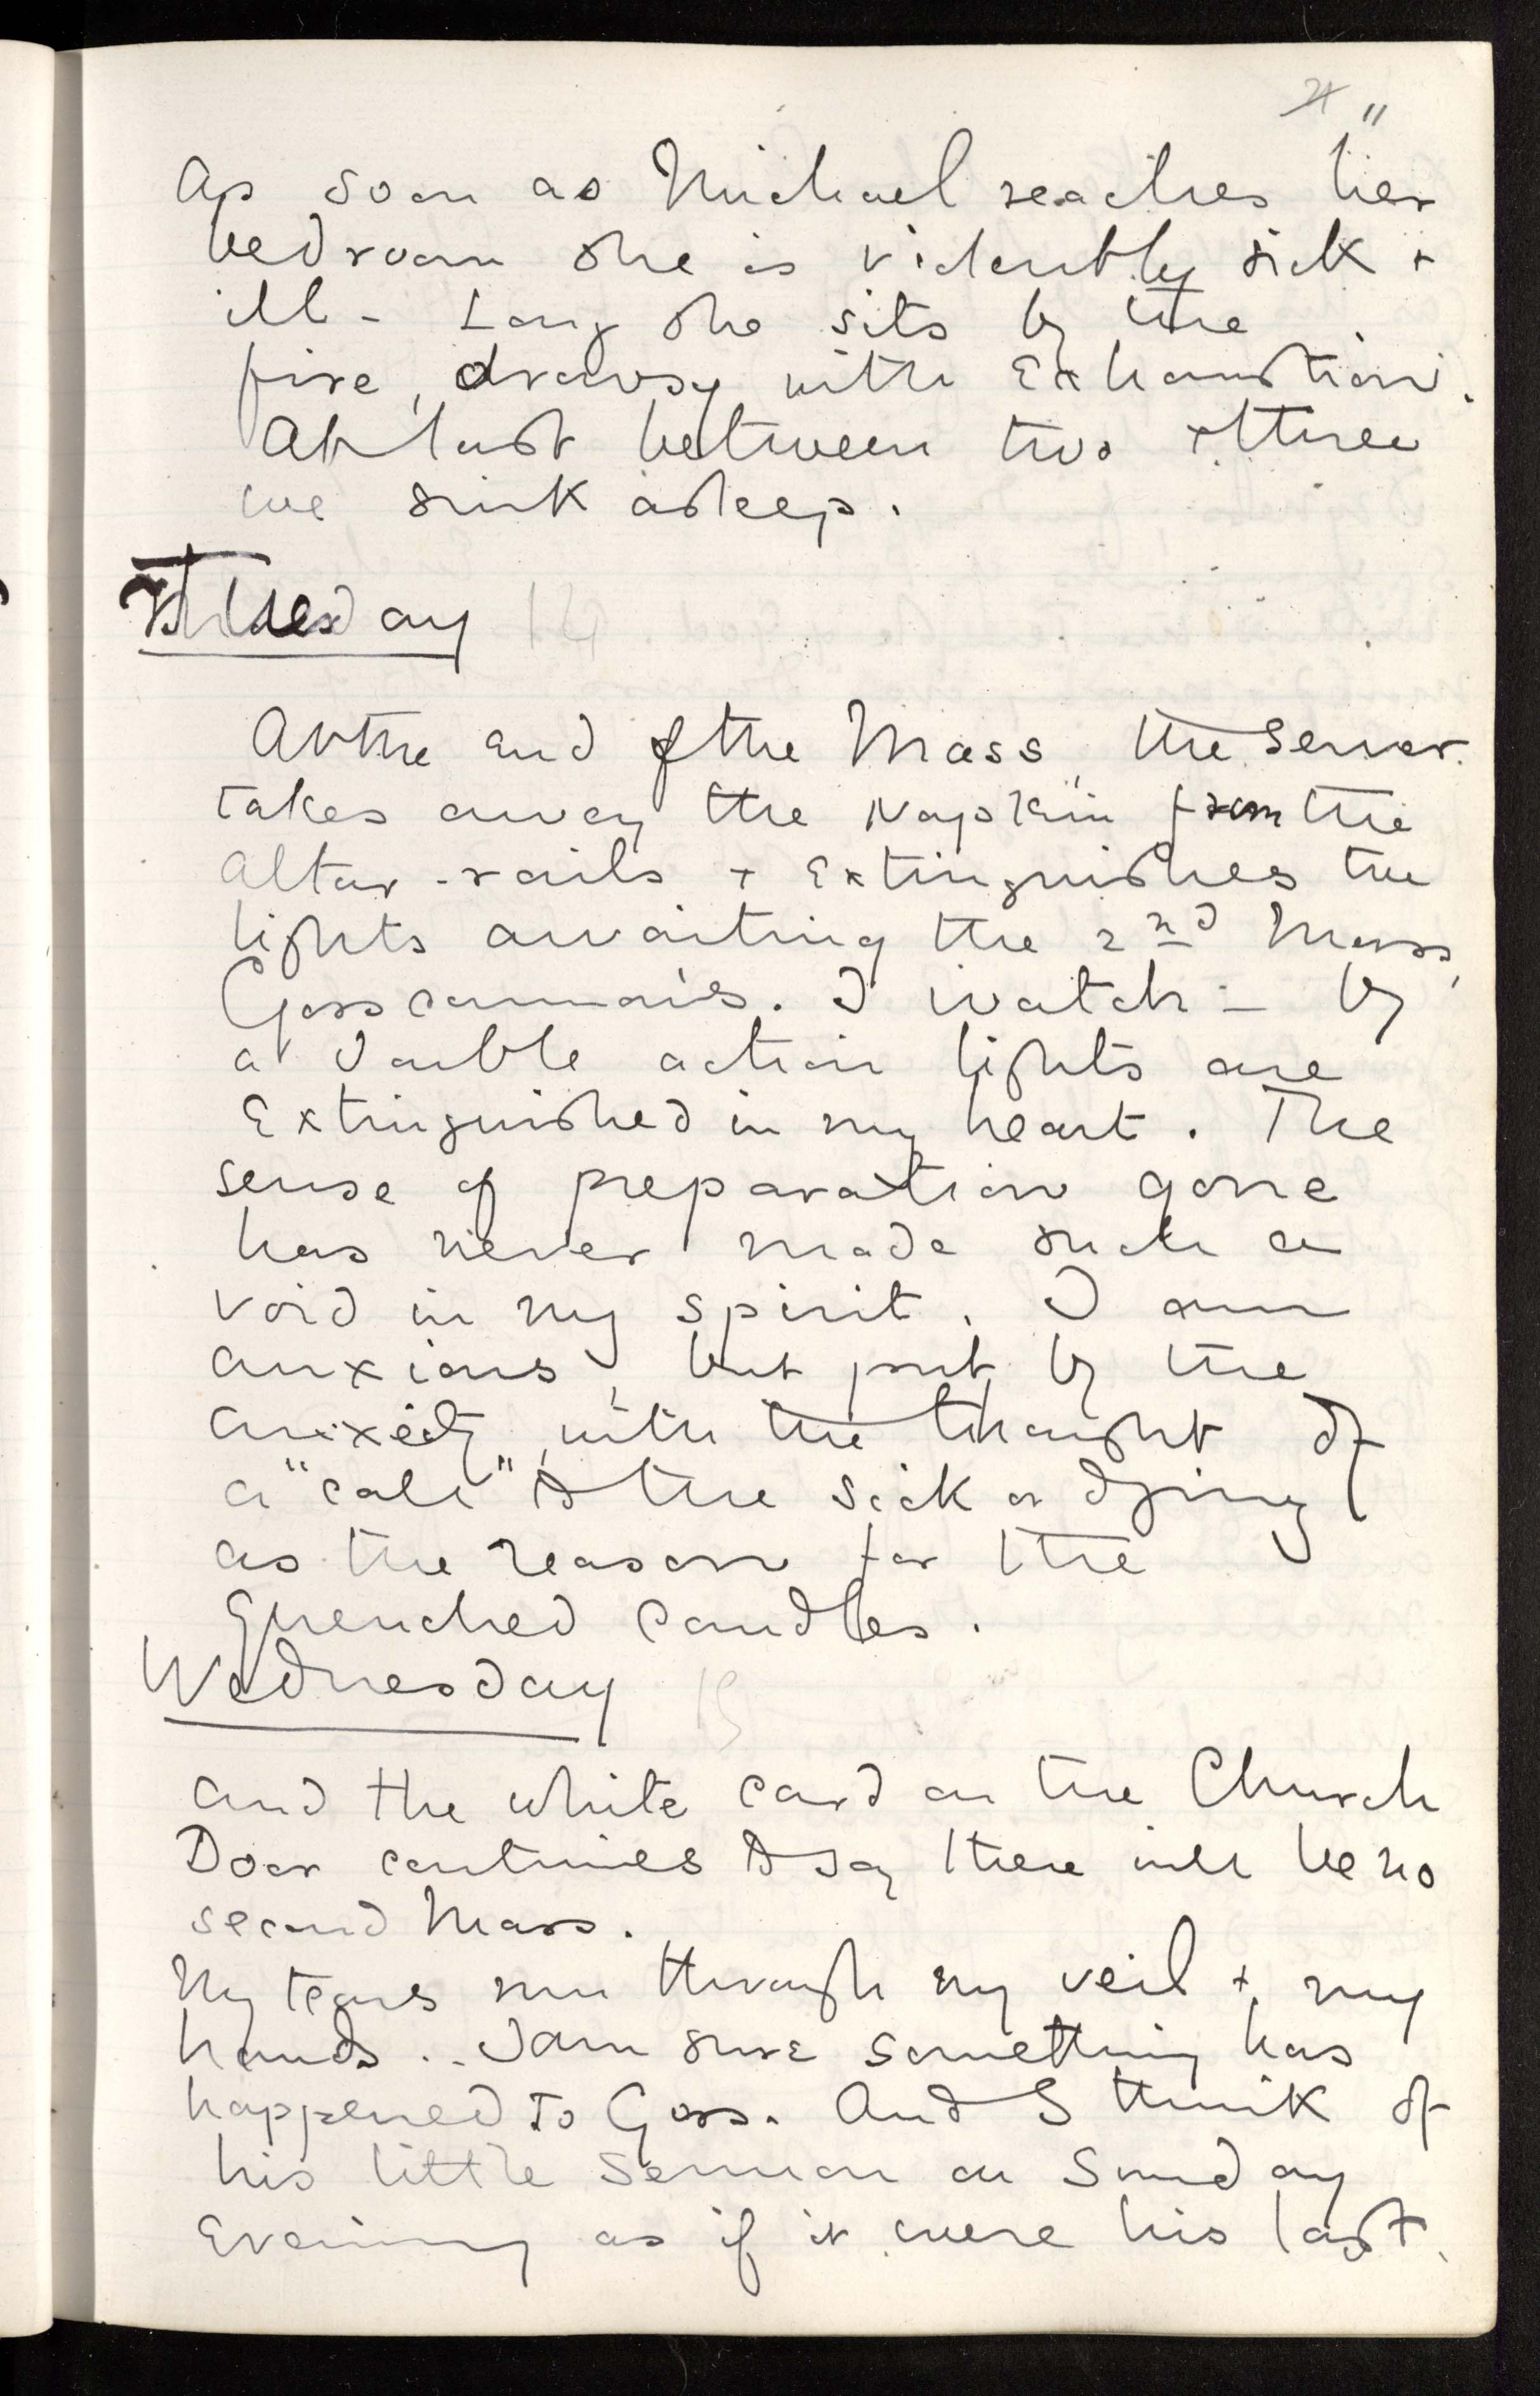 11
As soon as Michael reaches her
bedroom she is violently sick +
ill - Long she sits by the
fire, drowsy with Exhaustion.
At last between two + three
we sink asleep.
Tuesday 14
At the End of the Mass, the Server
takes away the Napkin from the
Altar-rails + Extinguishes the
lights awaiting the 2nd Mass,
Goss communis. I watch - by
a double action lights are
Extinguished in my heart. The
sense of preparation gone
has never made such a
void in my spirit. I am
anxious, but put by the
anxiety, with the thought of
a "call" to the sick or dying
as the reason for the
Quenched Candles.
Wednesday 15
And the white card on the Church
Door continues to say there will be no
second Mass.
My tears run through my veil + my
hands.. I am sure something has
happened to Goss. And I think of
his little Sermon on Sunday
Evening as if it were his last.